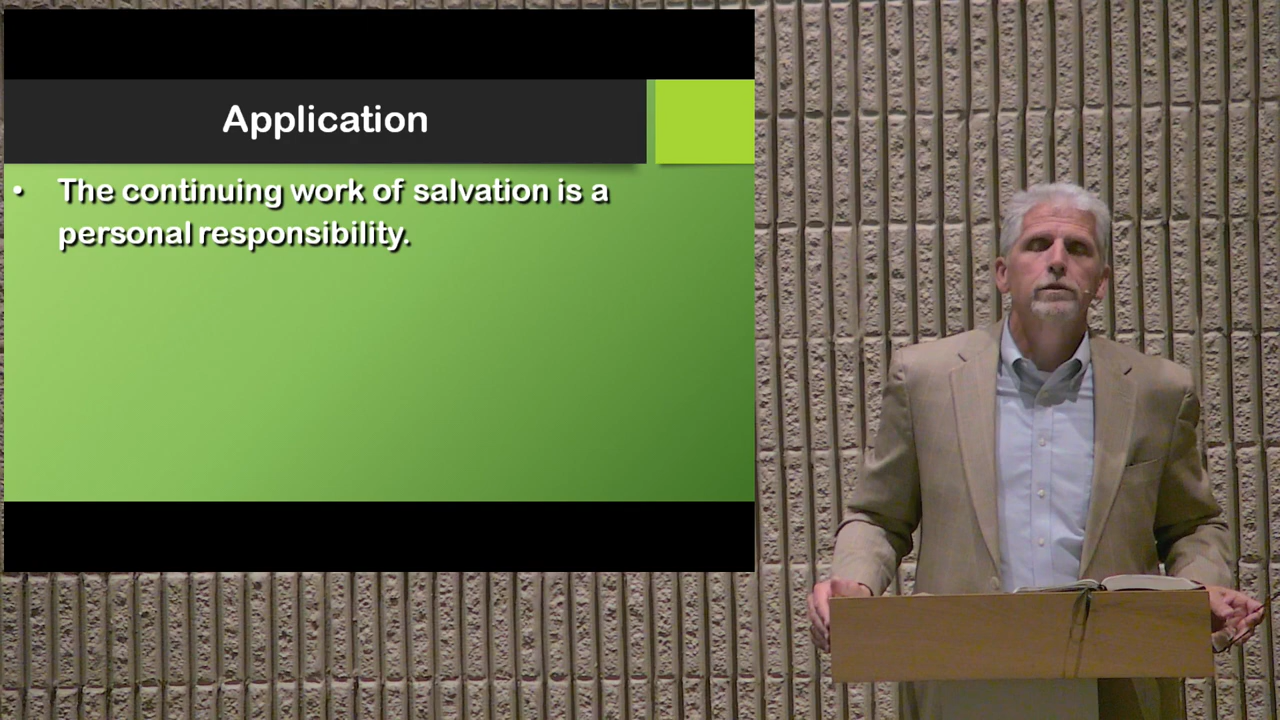 Application
• The continuing work of salvation is a
personal responsibility.